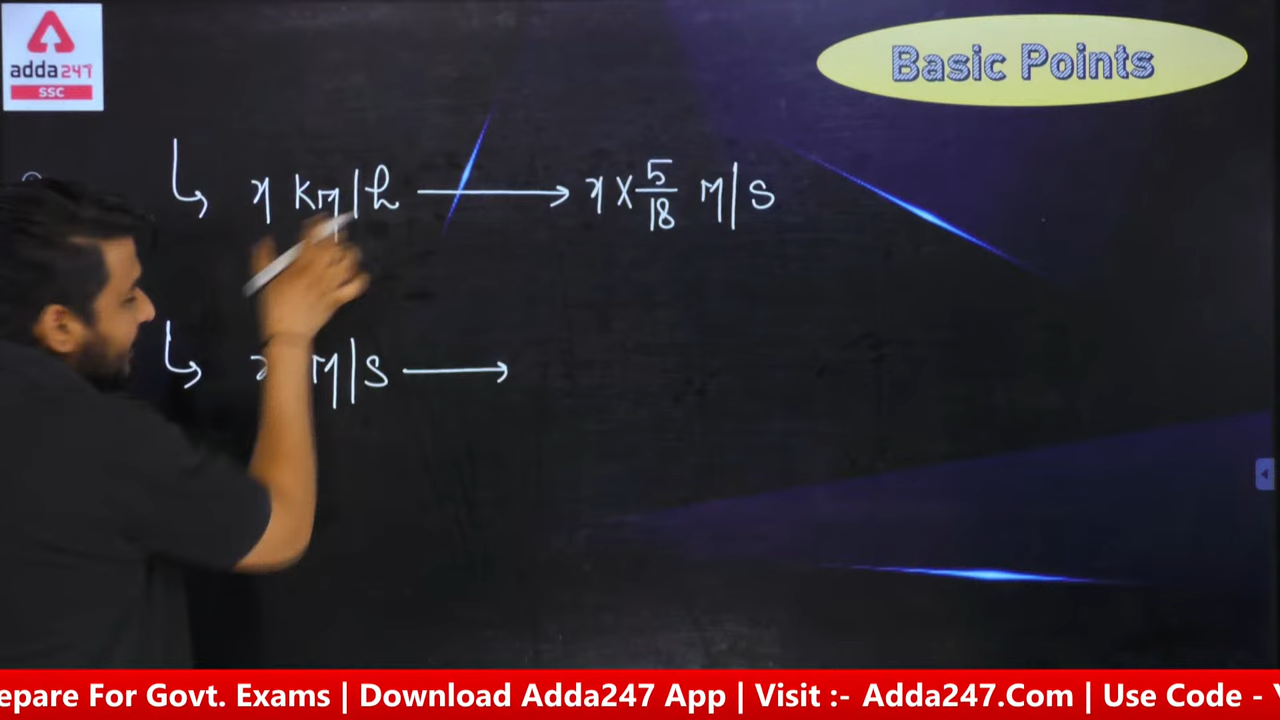 adda247
SSC
Basic Points
x km/h → x × 5/18 m/s
m/s →
epare For Govt. Exams | Download Adda247 App | Visit :- Adda247.Com | Use Code -